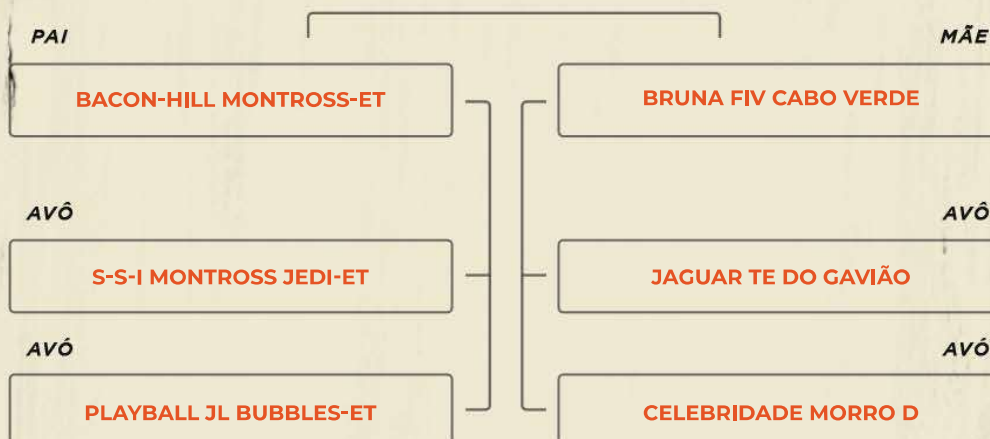 PAI
MÃE
BACON-HILL MONTROSS-ET
BRUNA FIV CABO VERDE
AVÔ
AVÔ
S-S-I MONTROSS JEDI-ET
JAGUAR TE DO GAVIÃO
AVÓ
AVÓ
PLAYBALL JL BUBBLES-ET
CELEBRIDADE MORRO D